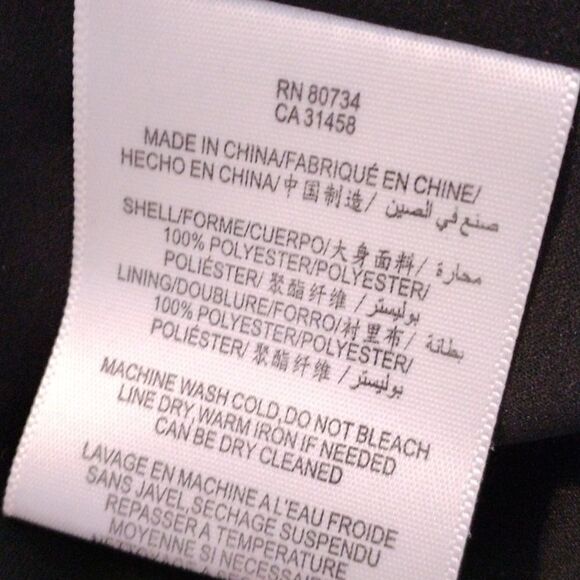 RN 80734
CA 31458
MADE IN CHINA/FABRIQUÉ EN CHINE/
HECHO EN CHINA/中国制造/ صنع في الصين
SHELL/FORME/CUERPO/大身面料/ محارة
100% POLYESTER/POLYESTER/
POLIÉSTER/ 聚酯纤维 /بوليستر
LINING/DOUBLURE/FORRO/衬里布/ بطانة
100% POLYESTER/POLYESTER/
POLIÉSTER/ 聚酯纤维 /بوليستر
MACHINE WASH COLD,DO NOT BLEACH
LINE DRY,WARM IRON IF NEEDED
CAN BE DRY CLEANED
LAVAGE EN MACHINE A L'EAU FROIDE
SANS JAVEL,SECHAGE SUSPENDU
REPASSER A TEMPERATURE
MOYENNE SI NECESSAIRE